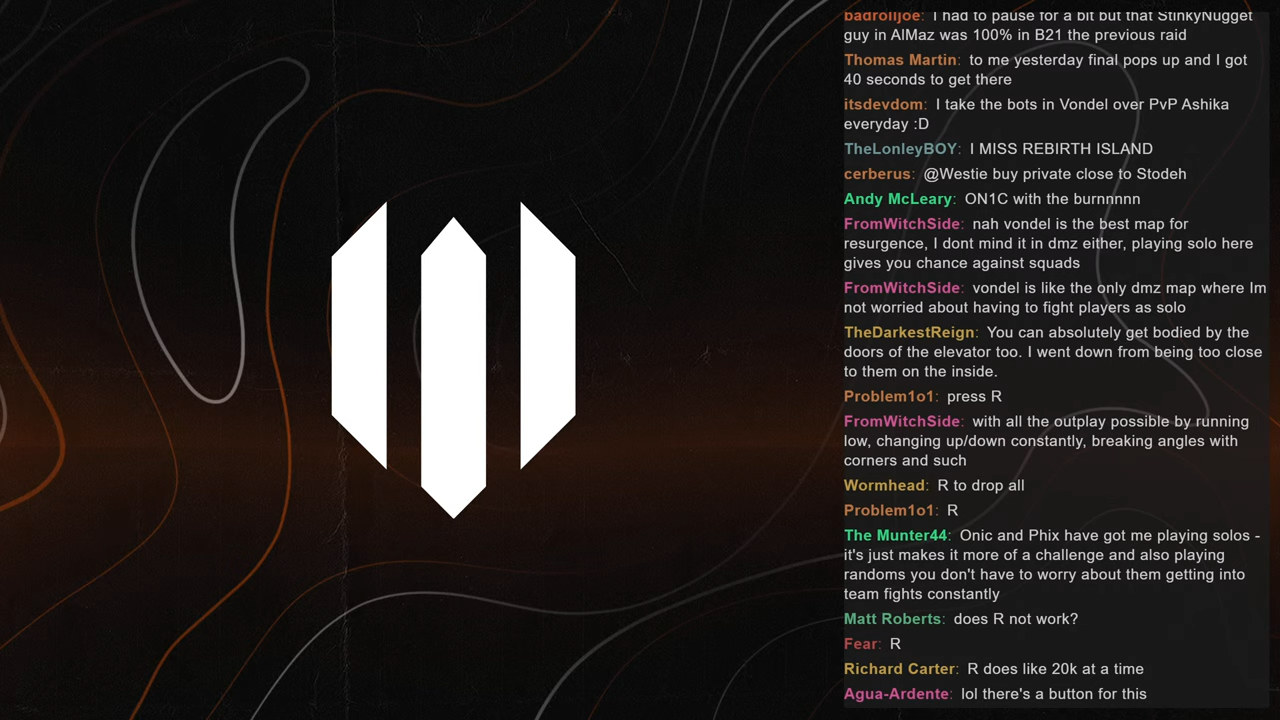 badrolljoe: I had to pause for a bit but that StinkyNugget
guy in AlMaz was 100% in B21 the previous raid
Thomas Martin: to me yesterday final pops up and I got
40 seconds to get there
itsdevdom: I take the bots in Vondel over PvP Ashika
everyday :D
TheLonleyBOY: I MISS REBIRTH ISLAND
cerberus: @Westie buy private close to Stodeh
Andy McLeary: ON1C with the burnnnnn
FromWitchSide: nah vondel is the best map for
resurgence, I dont mind it in dmz either, playing solo here
gives you chance against squads
FromWitchSide: vondel is like the only dmz map where Im
not worried about having to fight players as solo
TheDarkestReign: You can absolutely get bodied by the
doors of the elevator too. I went down from being too close
to them on the inside.
Problem1o1: press R
FromWitchSide: with all the outplay possible by running
low, changing up/down constantly, breaking angles with
corners and such
Wormhead: R to drop all
Problem1o1: R
The Munter44: Onic and Phix have got me playing solos -
it's just makes it more of a challenge and also playing
randoms you don't have to worry about them getting into
team fights constantly
Matt Roberts: does R not work?
Fear: R
Richard Carter: R does like 20k at a time
Agua-Ardente: lol there's a button for this